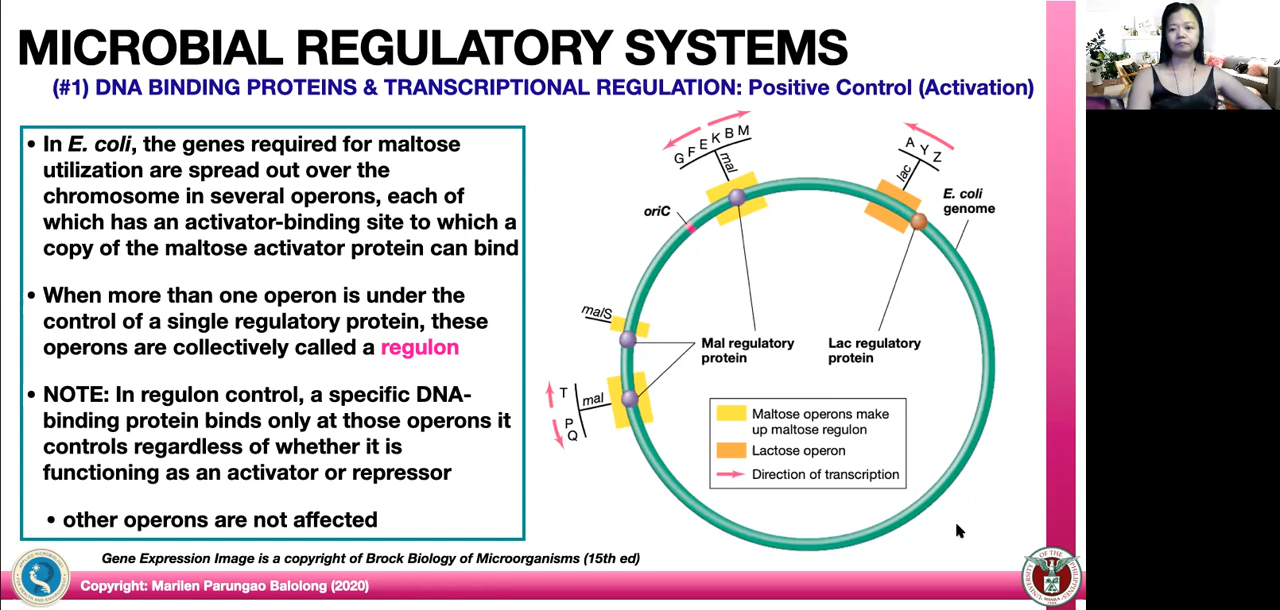 MICROBIAL REGULATORY SYSTEMS
(#1) DNA BINDING PROTEINS & TRANSCRIPTIONAL REGULATION: Positive Control (Activation)
• In E. coli, the genes required for maltose
utilization are spread out over the
chromosome in several operons, each of
which has an activator-binding site to which a
copy of the maltose activator protein can bind
• When more than one operon is under the
control of a single regulatory protein, these
operons are collectively called a regulon
• NOTE: In regulon control, a specific DNA-
binding protein binds only at those operons it
controls regardless of whether it is
functioning as an activator or repressor
• other operons are not affected
G F E K B M
mal
A Y Z
lac
oriC
E. coli
genome
malS
Mal regulatory
protein
Lac regulatory
protein
T
mal
P
Q
Maltose operons make
up maltose regulon
Lactose operon
Direction of transcription
Gene Expression Image is a copyright of Brock Biology of Microorganisms (15th ed)
Copyright: Marilen Parungao Balolong (2020)